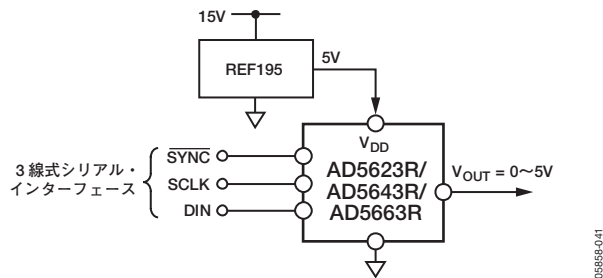 15V
REF195
5V
3 線式シリアル・
インターフェース
SYNC
SCLK
DIN
VDD
AD5623R/
AD5643R/
AD5663R
VOUT = 0～5V
05858-041